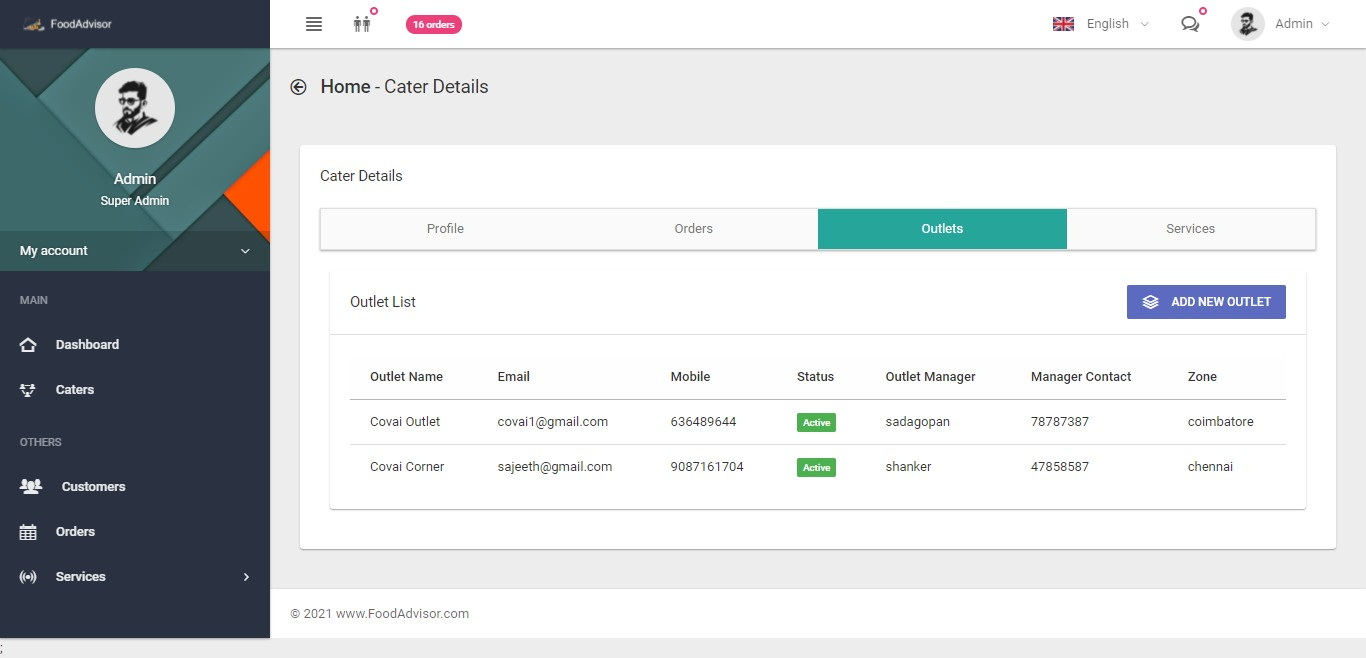 FoodAdvisor
16 orders
English
Admin
Admin
Super Admin
My account
MAIN
Dashboard
Caters
OTHERS
Customers
Orders
Services
Home - Cater Details
Cater Details
Profile Orders Outlets Services
Outlet List ADD NEW OUTLET
Outlet Name Email Mobile Status Outlet Manager Manager Contact Zone
Covai Outlet covai1@gmail.com 636489644 Active sadagopan 78787387 coimbatore
Covai Corner sajeeth@gmail.com 9087161704 Active shanker 47858587 chennai
© 2021 www.FoodAdvisor.com
;